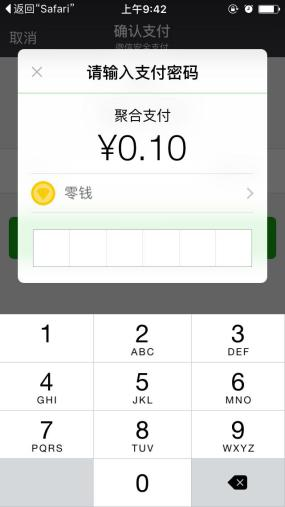 返回“Safari”
上午9:42
取消
确认支付
微信安全支付
请输入支付密码
聚合支付
¥0.10
零钱
1
2
ABC
3
DEF
4
GHI
5
JKL
6
MNO
7
PQRS
8
TUV
9
WXYZ
0